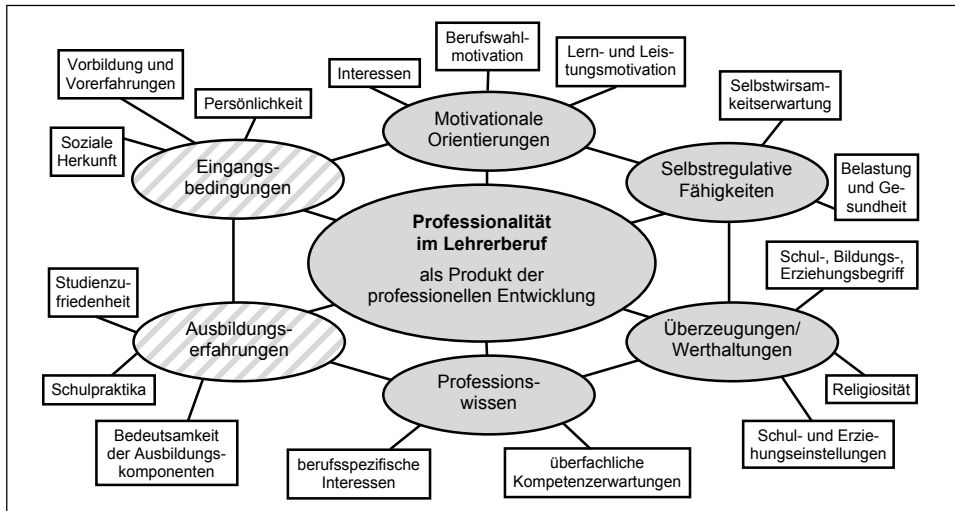 Berufswahl-
motivation
Lern- und Leis-
tungsmotivation
Interessen
Vorbildung und
Vorerfahrungen
Persönlichkeit
Soziale
Herkunft
Selbstwirsam-
keitserwartung
Motivationale
Orientierungen
Eingangs-
bedingungen
Selbstregulative
Fähigkeiten
Belastung
und Ge-
sundheit
Professionalität
im Lehrerberuf
als Produkt der
professionellen Entwicklung
Schul-, Bildungs-,
Erziehungsbegriff
Studienzu-
friedenheit
Ausbildungs-
erfahrungen
Überzeugungen/
Werthaltungen
Schulpraktika
Professions-
wissen
Religiosität
Bedeutsamkeit
der Ausbildungs-
komponenten
berufsspezifische
Interessen
überfachliche
Kompetenzerwartungen
Schul- und Erzie-
hungseinstellungen